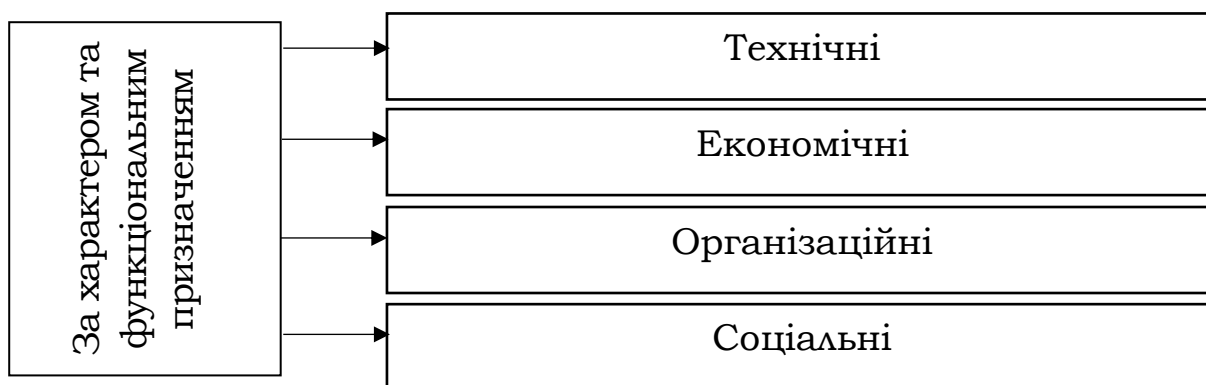 За характером та
функціональним
призначенням
Технічні
Економічні
Організаційні
Соціальні